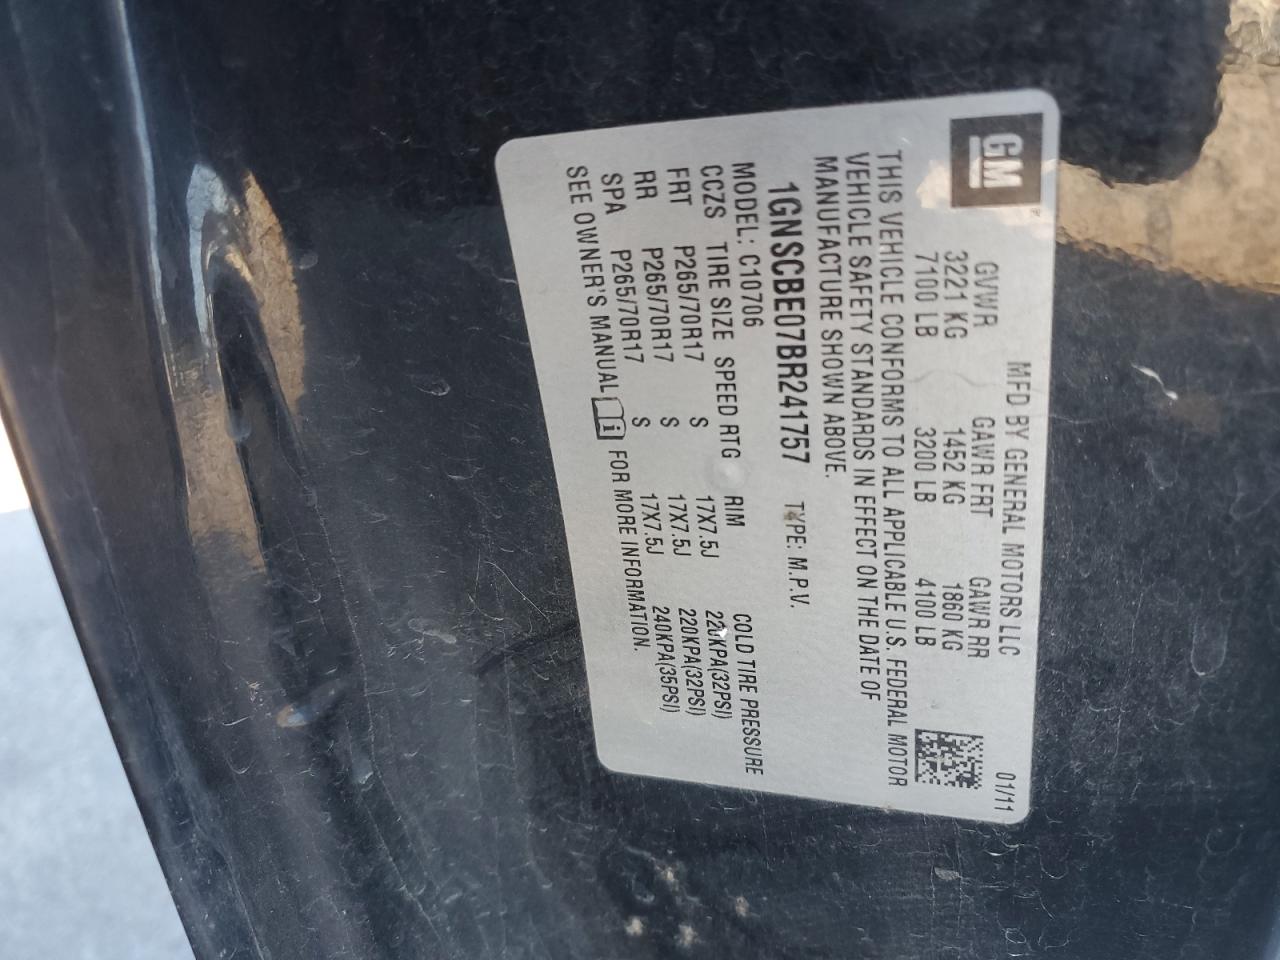 GM
MFD BY GENERAL MOTORS LLC 01/11
GVWR GAWR FRT GAWR RR
3221 KG 1452 KG 1860 KG
7100 LB 3200 LB 4100 LB
THIS VEHICLE CONFORMS TO ALL APPLICABLE U.S. FEDERAL MOTOR
VEHICLE SAFETY STANDARDS IN EFFECT ON THE DATE OF
MANUFACTURE SHOWN ABOVE.
1GNSCBE07BR241757 TYPE: M.P.V.
MODEL: C10706
CCZS TIRE SIZE SPEED RTG RIM COLD TIRE PRESSURE
FRT P265/70R17 S 17X7.5J 220KPA(32PSI)
RR P265/70R17 S 17X7.5J 220KPA(32PSI)
SPA P265/70R17 S 17X7.5J 240KPA(35PSI)
SEE OWNER'S MANUAL i FOR MORE INFORMATION.